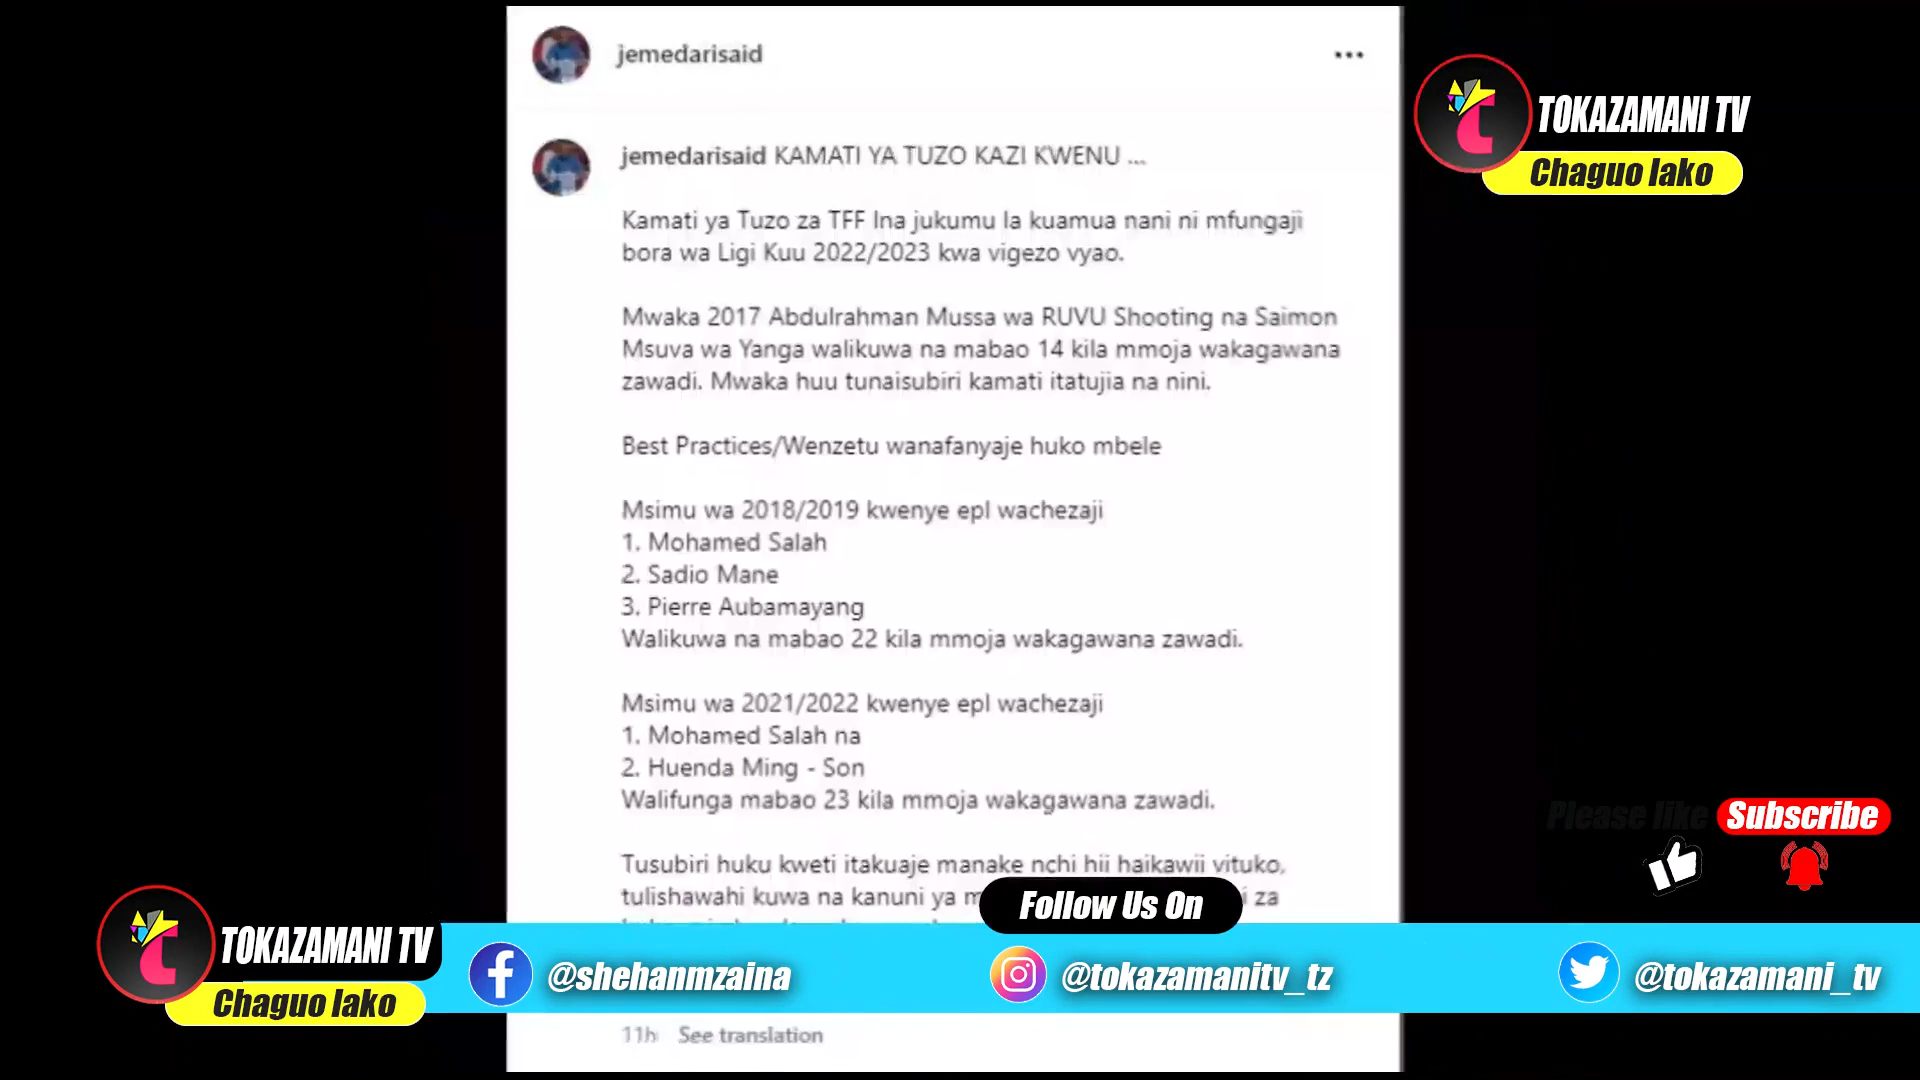 jemedarisaid
jemedarisaid KAMATI YA TUZO KAZI KWENU ...
Kamati ya Tuzo za TFF Ina jukumu la kuamua nani ni mfungaji
bora wa Ligi Kuu 2022/2023 kwa vigezo vyao.
Mwaka 2017 Abdulrahman Mussa wa RUVU Shooting na Saimon
Msuva wa Yanga walikuwa na mabao 14 kila mmoja wakagawana
zawadi. Mwaka huu tunaisubiri kamati itatujia na nini.
Best Practices/Wenzetu wanafanyaje huko mbele
Msimu wa 2018/2019 kwenye epl wachezaji
1. Mohamed Salah
2. Sadio Mane
3. Pierre Aubamayang
Walikuwa na mabao 22 kila mmoja wakagawana zawadi.
Msimu wa 2021/2022 kwenye epl wachezaji
1. Mohamed Salah na
2. Huenda Ming - Son
Walifunga mabao 23 kila mmoja wakagawana zawadi.
Tusubiri huku kweti itakuaje manake nchi hii haikawii vituko,
tulishawahi kuwa na kanuni ya za
11h See translation
TOKAZAMANI TV
Chaguo lako
Please like Subscribe
Follow Us On
TOKAZAMANI TV
Chaguo lako
@shehanmzaina
@tokazamanitv_tz
@tokazamani_tv